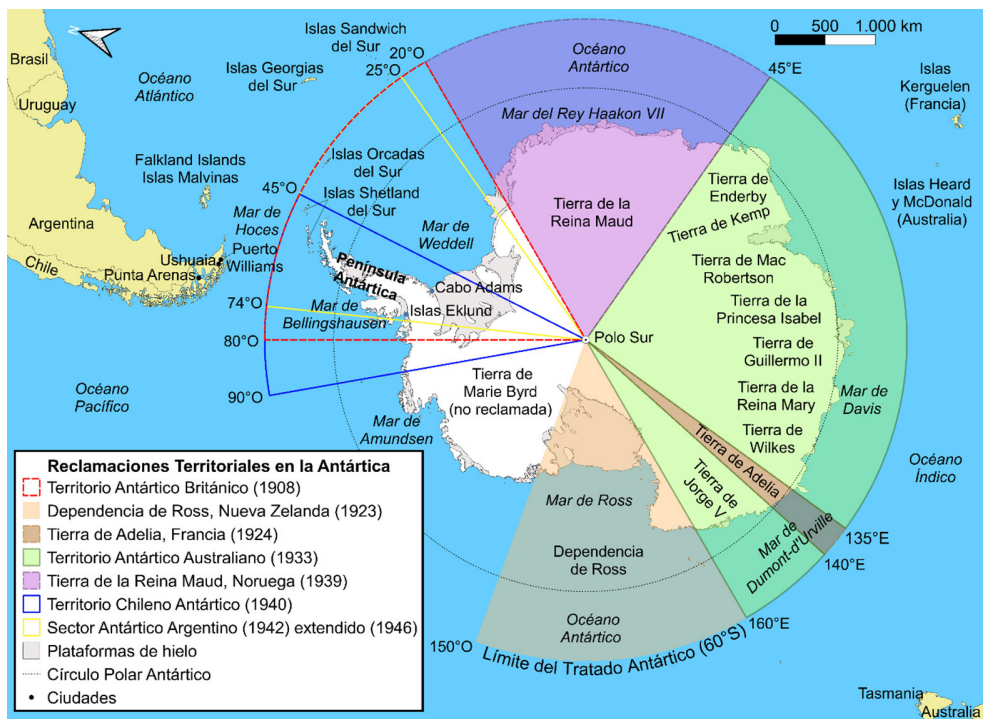 N
Islas Sandwich
del Sur
Islas Georgias
del Sur
Brasil
Océano
Atlántico
Uruguay
Falkland Islands
Islas Malvinas
Argentina
Chile
Ushuaia
Punta Arenas
Puerto
Williams
Mar de
Hoces
20°O
25°O
45°O
74°O
80°O
90°O
Islas Orcadas
del Sur
Islas Shetland
del Sur
Mar de
Weddell
Península
Antártica
Cabo Adams
Islas Eklund
Mar de
Bellingshausen
Océano
Pacífico
Mar de
Amundsen
Tierra de
Marie Byrd
(no reclamada)
Océano
Antártico
Mar del Rey Haakon VII
Tierra de la
Reina Maud
Polo Sur
0 500 1.000 km
45°E
Islas
Kerguelen
(Francia)
Islas Heard
y McDonald
(Australia)
Tierra de
Enderby
Tierra de Kemp
Tierra de Mac
Robertson
Tierra de la
Princesa Isabel
Tierra de
Guillermo II
Tierra de la
Reina Mary
Tierra de
Wilkes
Mar de
Davis
Océano
Índico
Tierra de Adelia
Tierra de
Jorge V
Mar de
Dumont-d'Urville
135°E
140°E
160°E
150°O
Mar de Ross
Dependencia
de Ross
Océano
Antártico
Límite del Tratado Antártico (60°S)
Tasmania
Australia
Reclamaciones Territoriales en la Antártica
Territorio Antártico Británico (1908)
Dependencia de Ross, Nueva Zelanda (1923)
Tierra de Adelia, Francia (1924)
Territorio Antártico Australiano (1933)
Tierra de la Reina Maud, Noruega (1939)
Territorio Chileno Antártico (1940)
Sector Antártico Argentino (1942) extendido (1946)
Plataformas de hielo
Círculo Polar Antártico
Ciudades